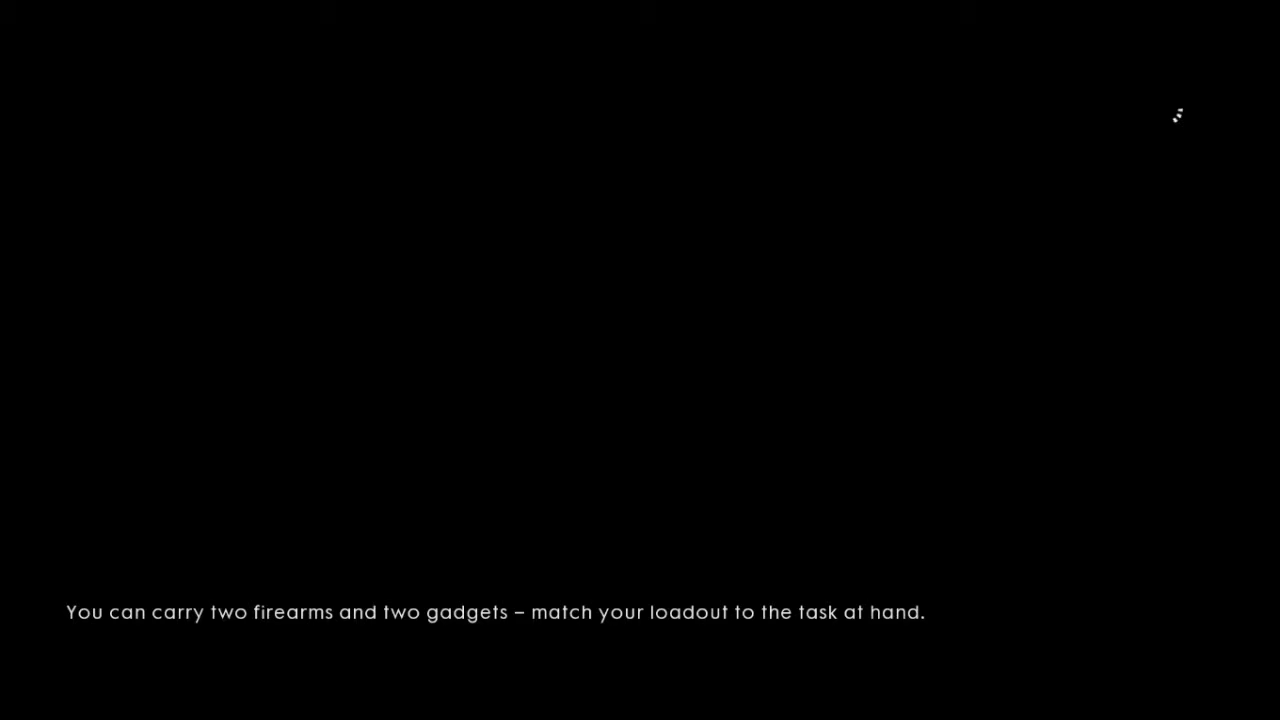 You can carry two firearms and two gadgets – match your loadout to the task at hand.